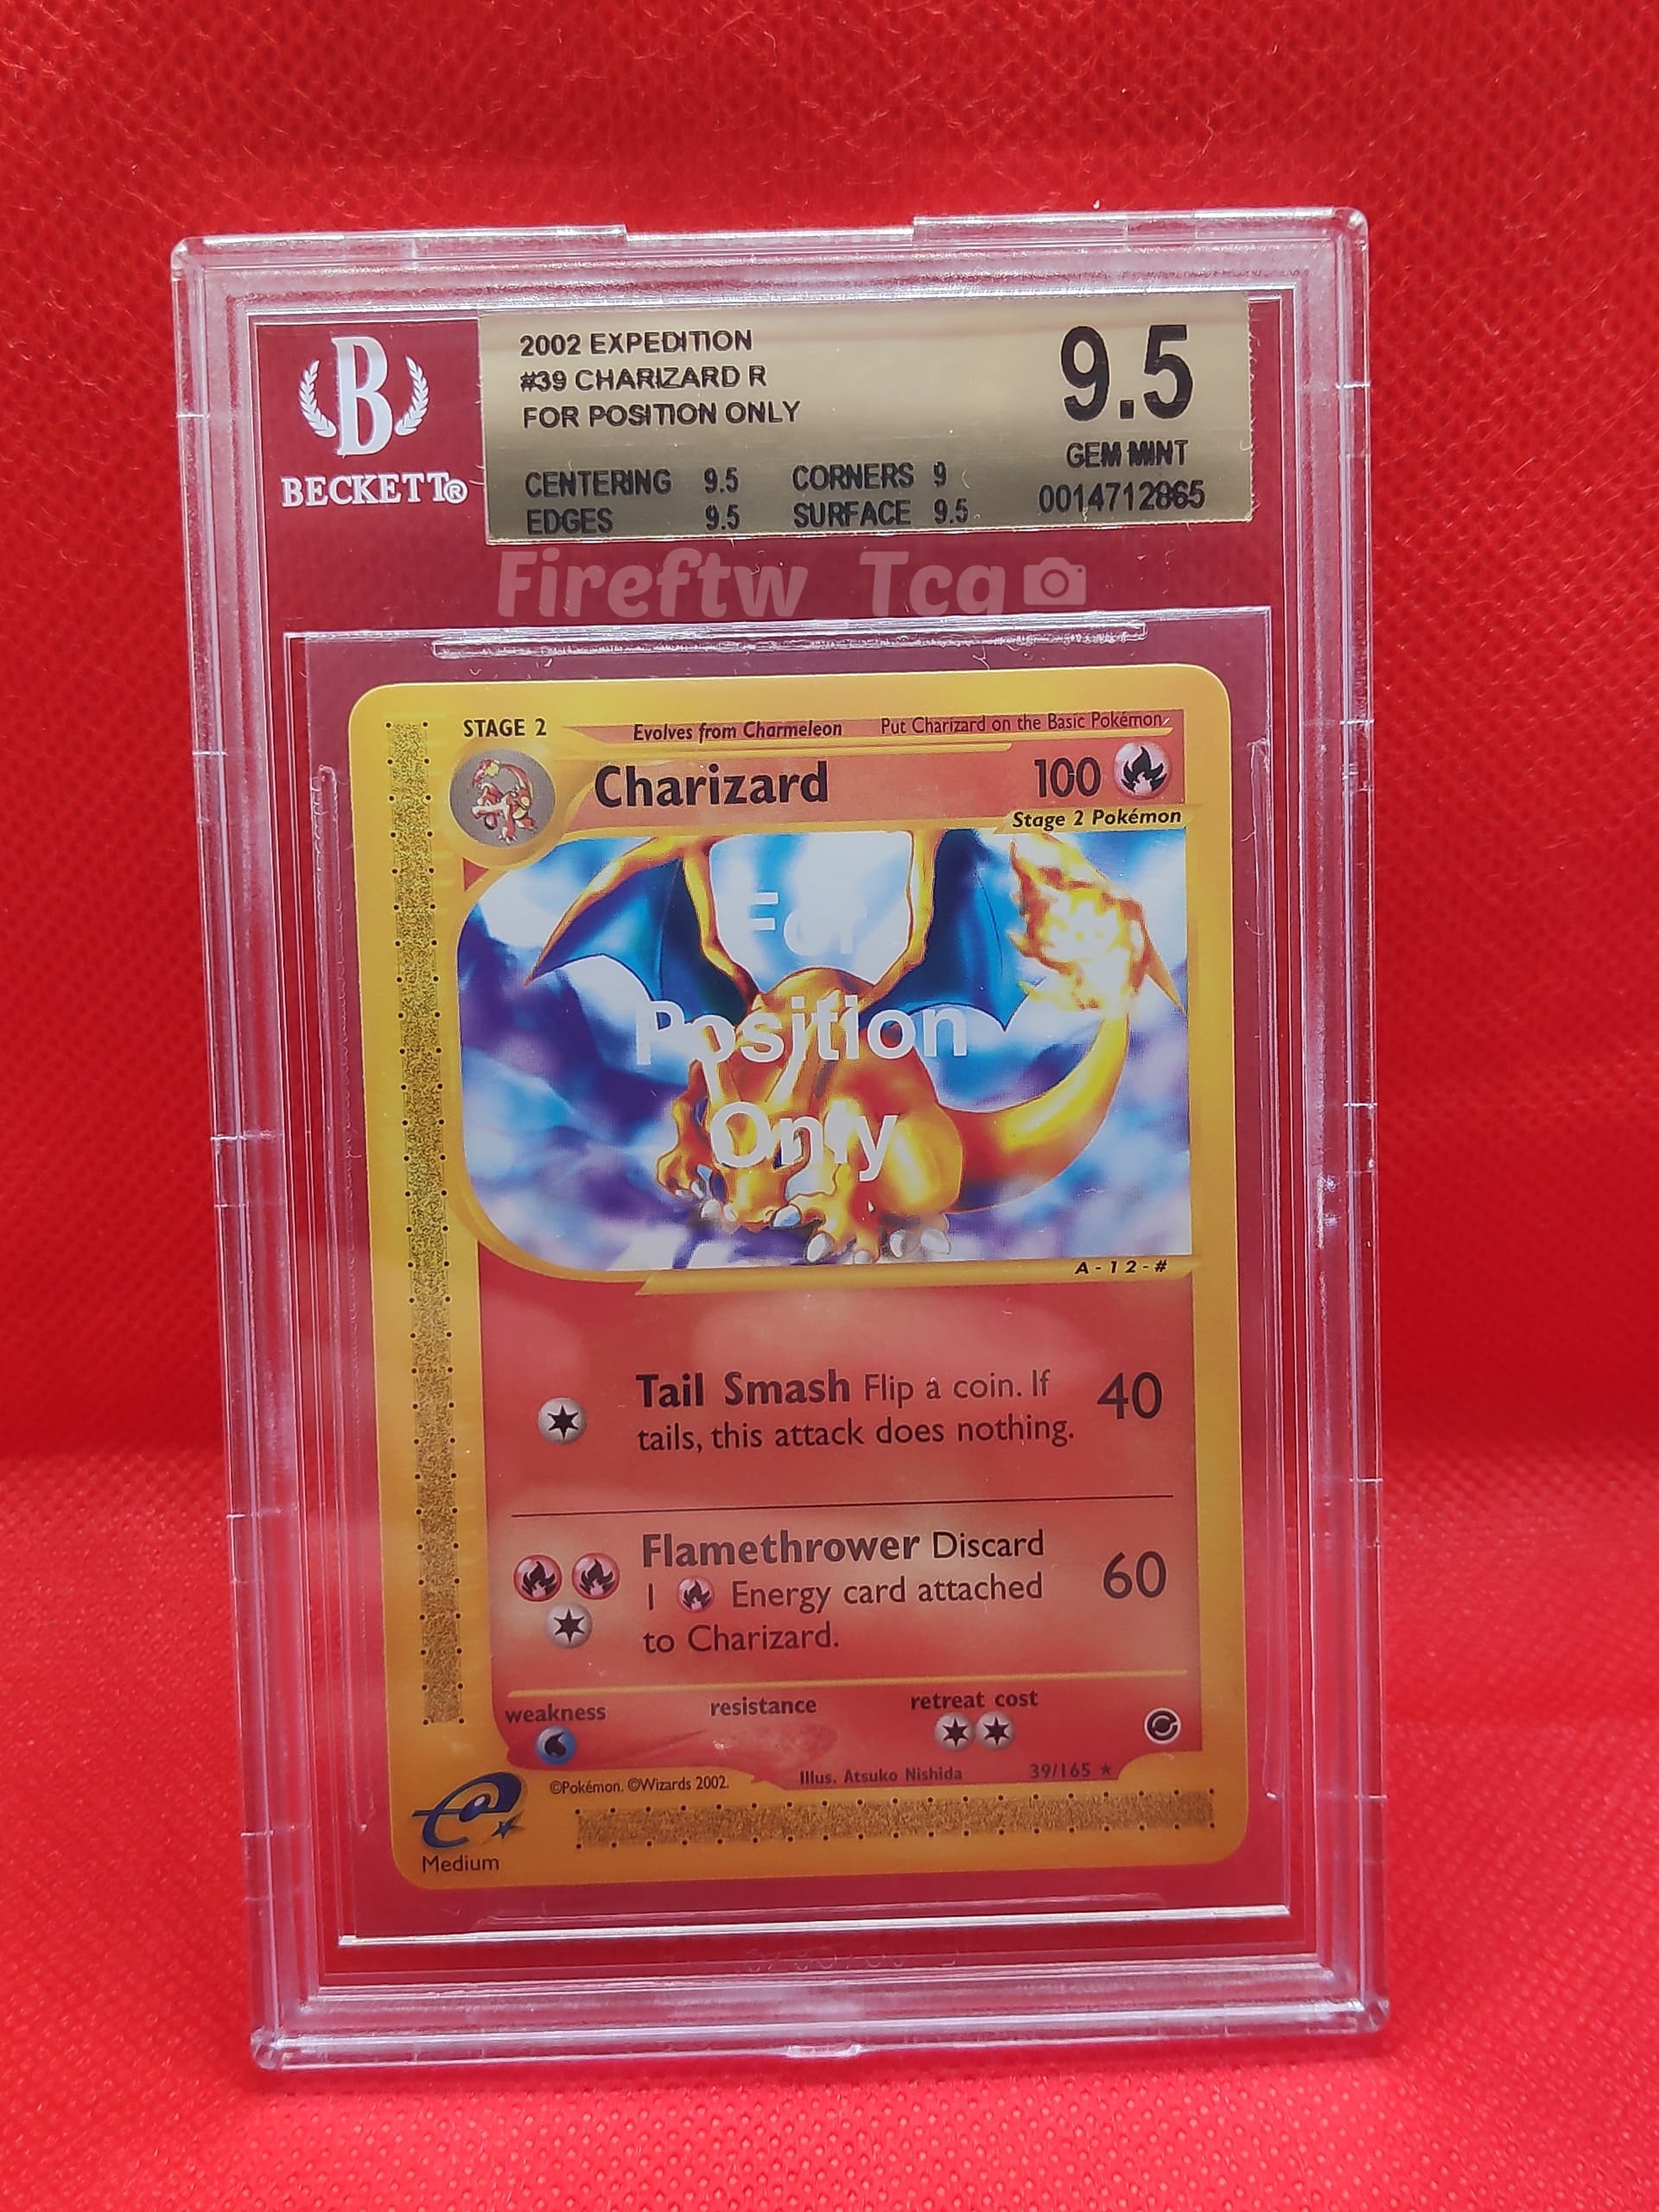 B
BECKETT®
2002 EXPEDITION
#39 CHARIZARD R
FOR POSITION ONLY
9.5
GEM MINT
0014712865
CENTERING 9.5 CORNERS 9
EDGES 9.5 SURFACE 9.5
Fireftw Tcg
STAGE 2 Evolves from Charmeleon Put Charizard on the Basic Pokémon
Charizard 100
Stage 2 Pokémon
For
Position
Only
A-12-#
Tail Smash Flip a coin. If
tails, this attack does nothing.
40
Flamethrower Discard
1 Energy card attached
to Charizard.
60
weakness resistance retreat cost
©Pokémon. ©Wizards 2002. Illus. Atsuko Nishida 39/165 ★
e
Medium